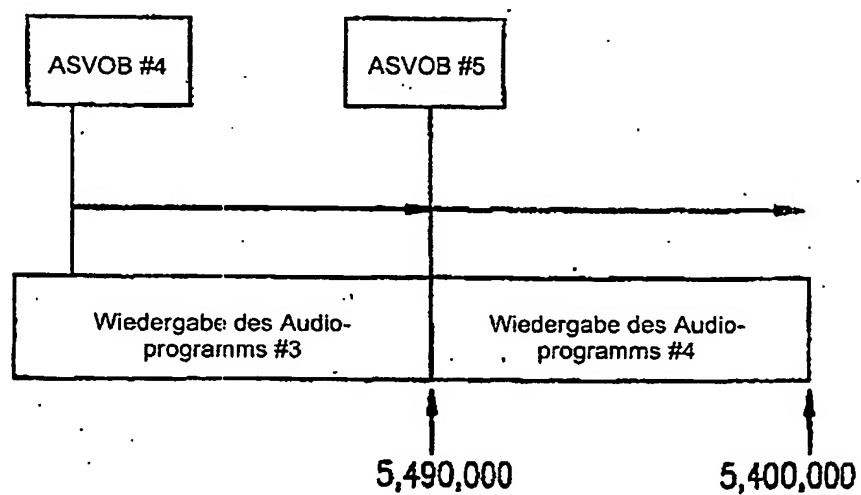 ASVOB #4
ASVOB #5
Wiedergabe des Audio-
programms #3
Wiedergabe des Audio-
programms #4
5,490,000
5,400,000